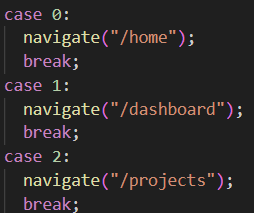 case 0:
  navigate("/home");
  break;
case 1:
  navigate("/dashboard");
  break;
case 2:
  navigate("/projects");
  break;